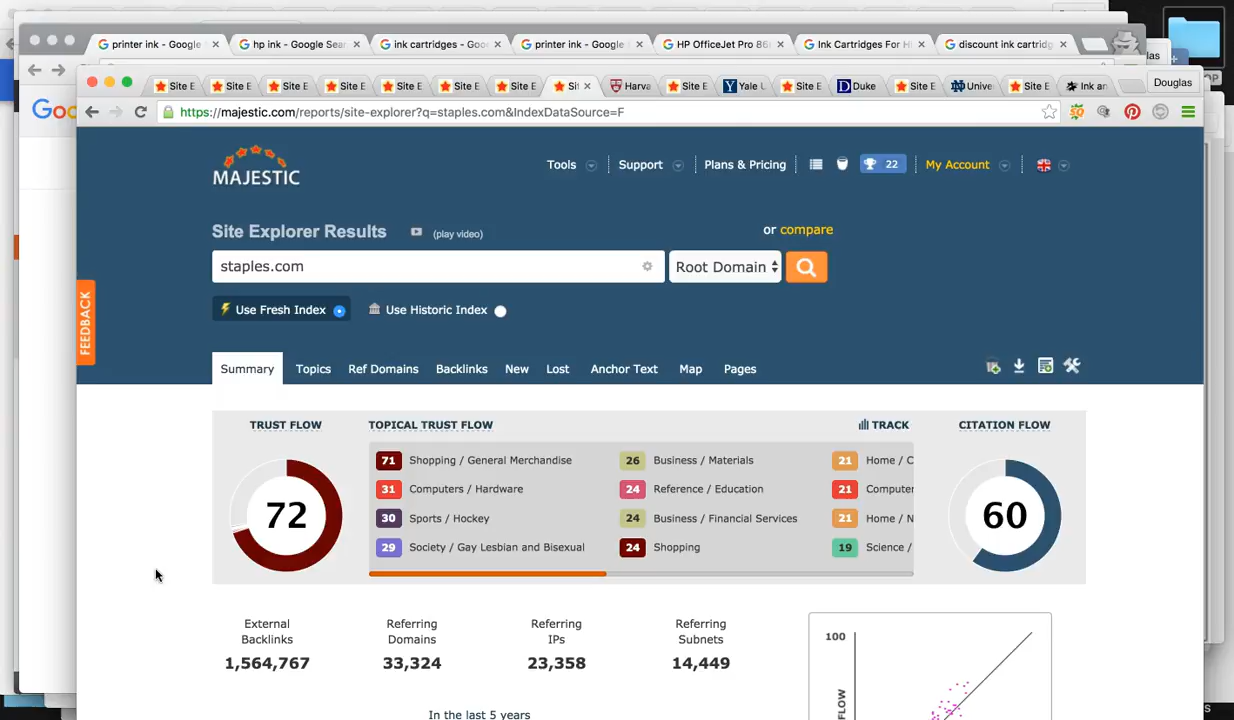 printer ink - Google
hp ink - Google Sear
ink cartridges - Goo
printer ink - Google
HP OfficeJet Pro 86
Ink Cartridges For H
discount ink cartridg
Site E
Site E
Site E
Site E
Site E
Site E
Site E
Sit
Harva
Site E
Yale U
Site E
Duke
Site E
Unive
Site E
Ink an
Douglas
https://majestic.com/reports/site-explorer?q=staples.com&IndexDataSource=F
Goo
MAJESTIC
Tools
Support
Plans & Pricing
22
My Account
Site Explorer Results
(play video)
or compare
staples.com
Root Domain
Use Fresh Index
Use Historic Index
FEEDBACK
Summary
Topics
Ref Domains
Backlinks
New
Lost
Anchor Text
Map
Pages
TRUST FLOW
TOPICAL TRUST FLOW
TRACK
CITATION FLOW
72
71 Shopping / General Merchandise
26 Business / Materials
21 Home / C
31 Computers / Hardware
24 Reference / Education
21 Computer
30 Sports / Hockey
24 Business / Financial Services
21 Home / N
29 Society / Gay Lesbian and Bisexual
24 Shopping
19 Science /
60
External
Backlinks
1,564,767
Referring
Domains
33,324
Referring
IPs
23,358
Referring
Subnets
14,449
In the last 5 years
100
FLOW